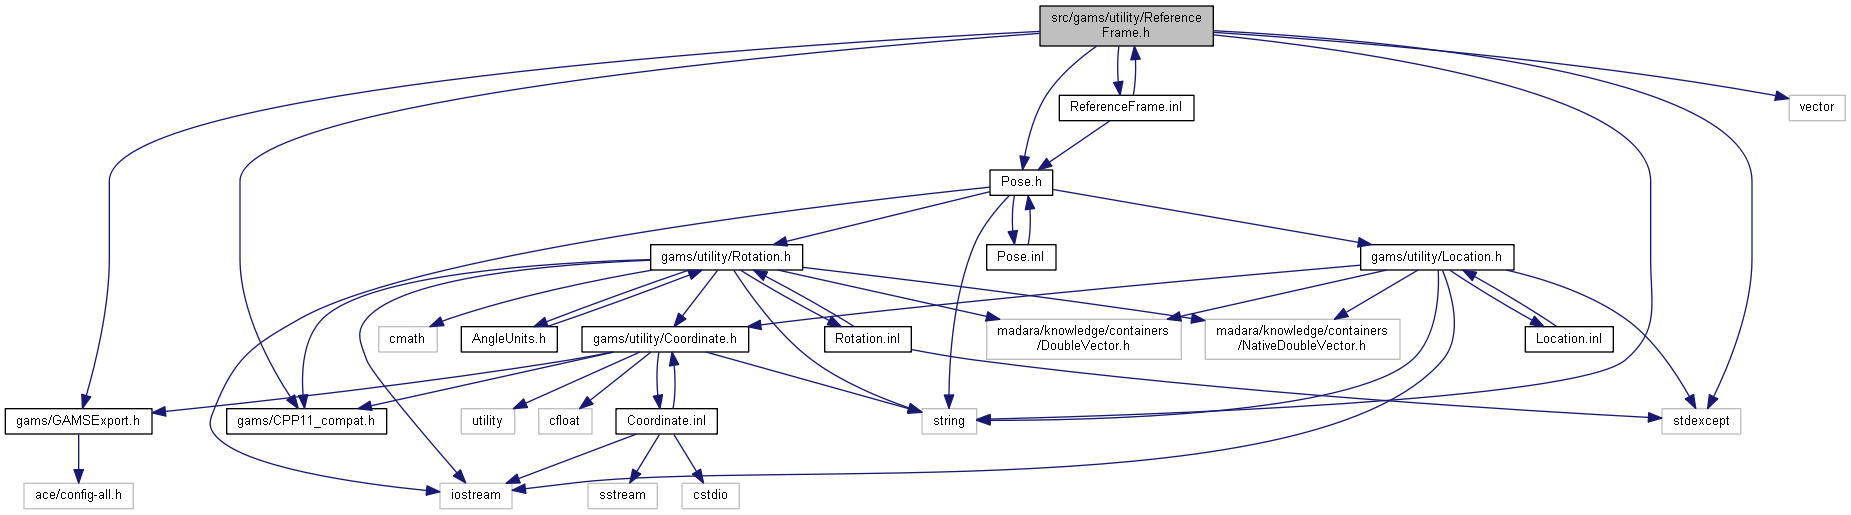 src/gams/utility/Reference
Frame.h
ReferenceFrame.inl
vector
Pose.h
gams/utility/Rotation.h
Pose.inl
gams/utility/Location.h
cmath
AngleUnits.h
gams/utility/Coordinate.h
Rotation.inl
madara/knowledge/containers
/DoubleVector.h
madara/knowledge/containers
/NativeDoubleVector.h
Location.inl
gams/GAMSExport.h
gams/CPP11_compat.h
utility
cfloat
Coordinate.inl
string
stdexcept
ace/config-all.h
iostream
sstream
cstdio